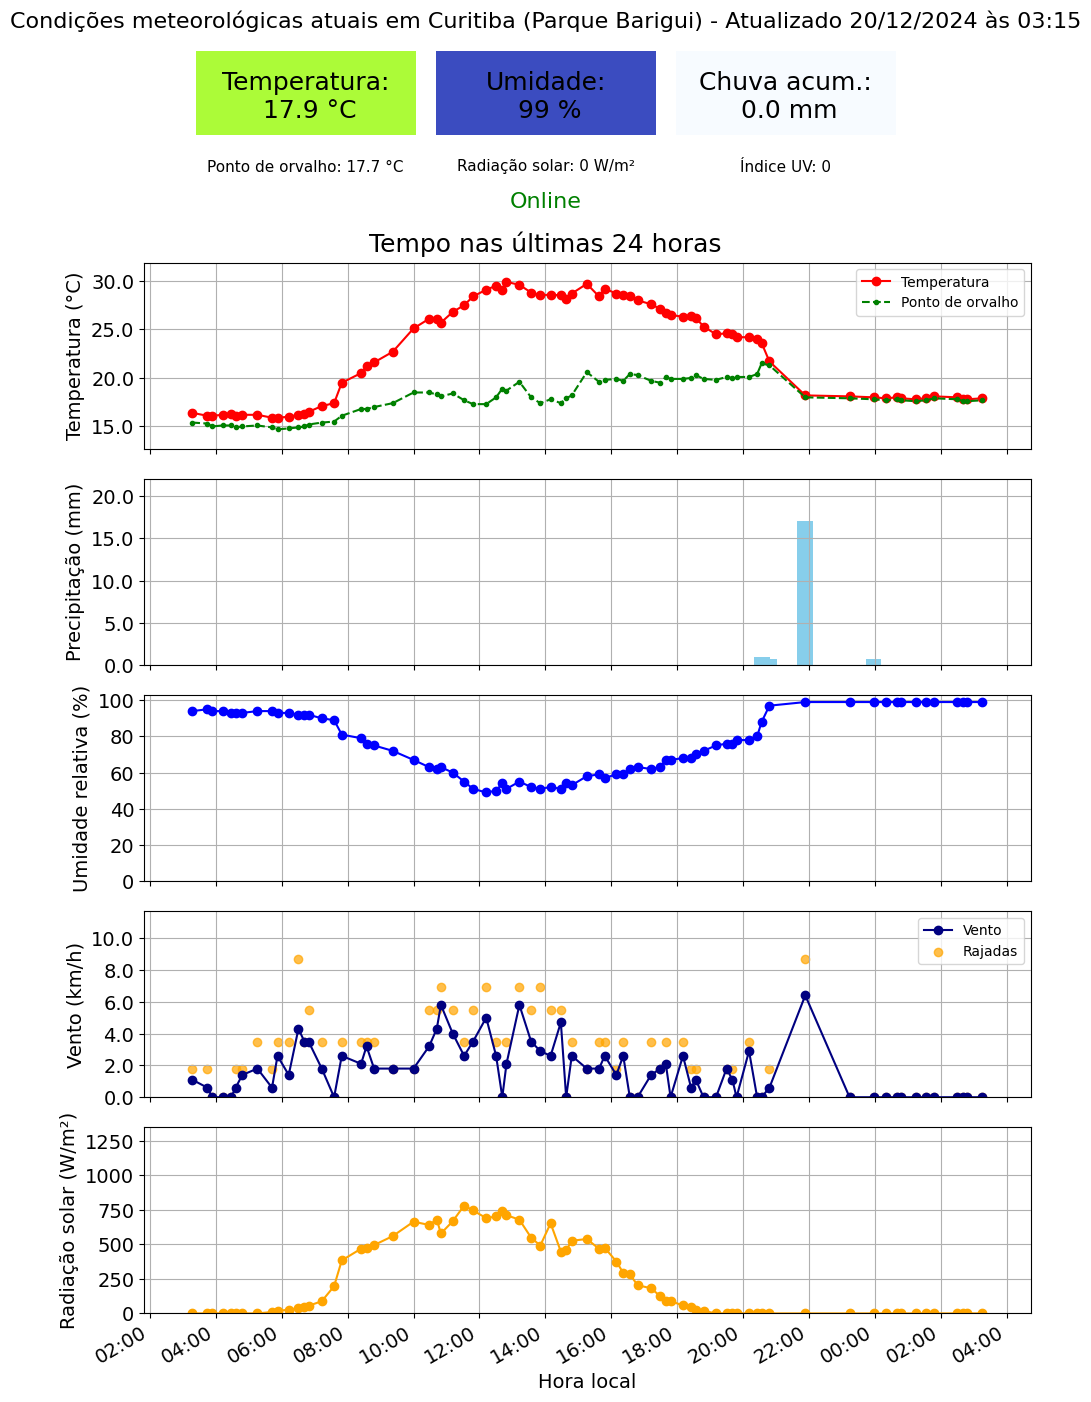 Condições meteorológicas atuais em Curitiba (Parque Barigui) - Atualizado 20/12/2024 às 03:15
Temperatura:
17.9 °C
Umidade:
99 %
Chuva acum.:
0.0 mm
Ponto de orvalho: 17.7 °C
Radiação solar: 0 W/m²
Índice UV: 0
Online
Tempo nas últimas 24 horas
Temperatura (°C)
30.0
25.0
20.0
15.0
Temperatura
Ponto de orvalho
Precipitação (mm)
20.0
15.0
10.0
5.0
0.0
Umidade relativa (%)
100
80
60
40
20
0
Vento (km/h)
10.0
8.0
6.0
4.0
2.0
0.0
Vento
Rajadas
Radiação solar (W/m²)
1250
1000
750
500
250
0
02:00
04:00
06:00
08:00
10:00
12:00
14:00
16:00
18:00
20:00
22:00
00:00
02:00
04:00
Hora local